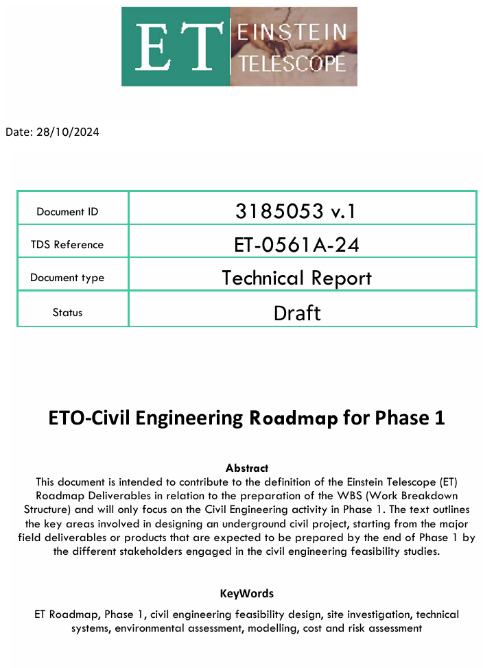 ET EINSTEIN
TELESCOPE
Date: 28/10/2024
Document ID 3185053 v.1
TDS Reference ET-0561A-24
Document type Technical Report
Status Draft
ETO-Civil Engineering Roadmap for Phase 1
Abstract
This document is intended to contribute to the definition of the Einstein Telescope (ET)
Roadmap Deliverables in relation to the preparation of the WBS (Work Breakdown
Structure) and will only focus on the Civil Engineering activity in Phase 1. The text outlines
the key areas involved in designing an underground civil project, starting from the major
field deliverables or products that are expected to be prepared by the end of Phase 1 by
the different stakeholders engaged in the civil engineering feasibility studies.
KeyWords
ET Roadmap, Phase 1, civil engineering feasibility design, site investigation, technical
systems, environmental assessment, modelling, cost and risk assessment